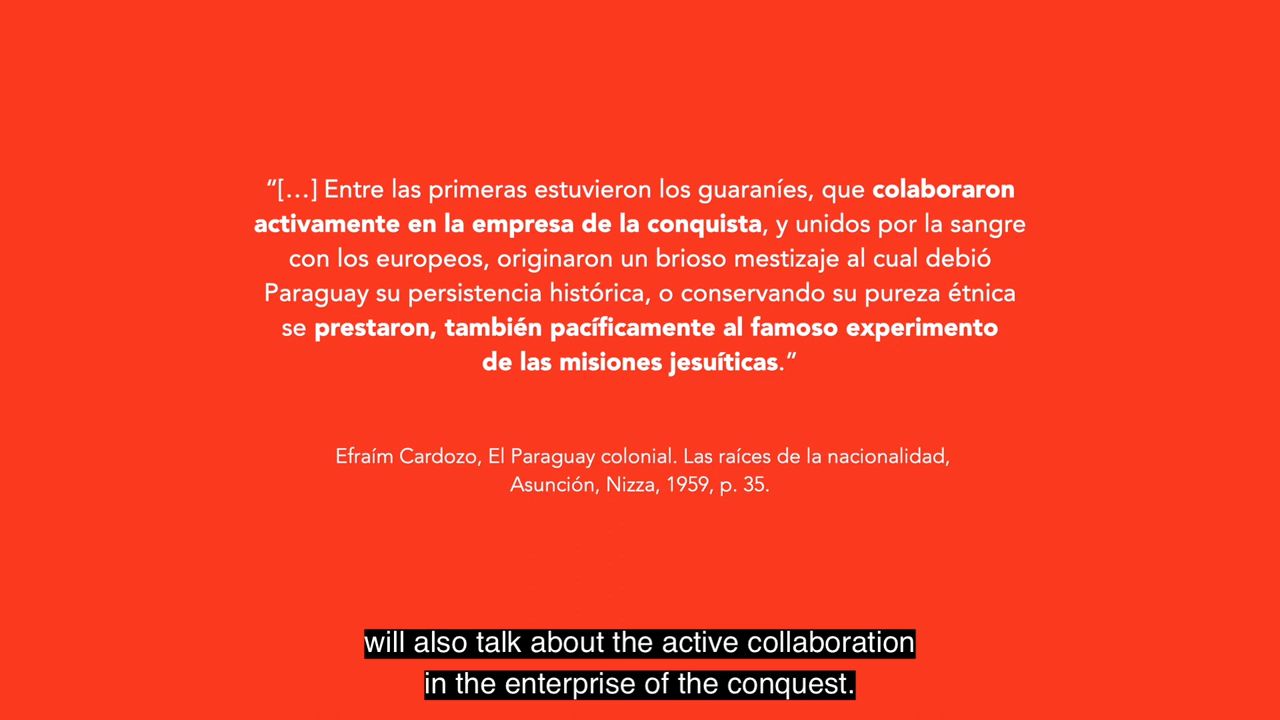 “[…] Entre las primeras estuvieron los guaraníes, que colaboraron
activamente en la empresa de la conquista, y unidos por la sangre
con los europeos, originaron un brioso mestizaje al cual debió
Paraguay su persistencia histórica, o conservando su pureza étnica
se prestaron, también pacíficamente al famoso experimento
de las misiones jesuíticas.”
Efraím Cardozo, El Paraguay colonial. Las raíces de la nacionalidad,
Asunción, Nizza, 1959, p. 35.
will also talk about the active collaboration
in the enterprise of the conquest.